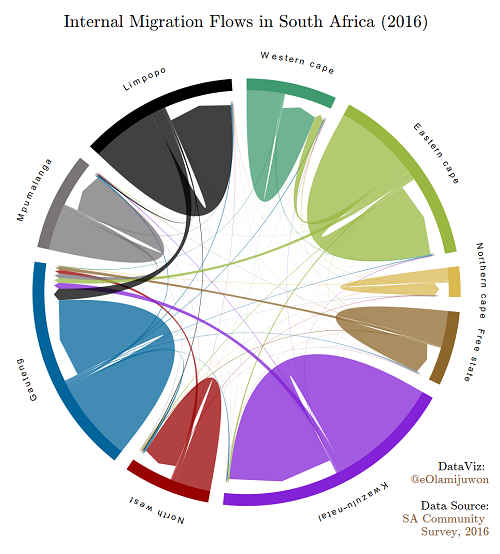 Internal Migration Flows in South Africa (2016)
Western cape
Eastern cape
Northern cape
Free state
Kwazulu-natal
North west
Gauteng
Mpumalanga
Limpopo
DataViz:
@eOlamijuwon
Data Source:
SA Community
Survey, 2016